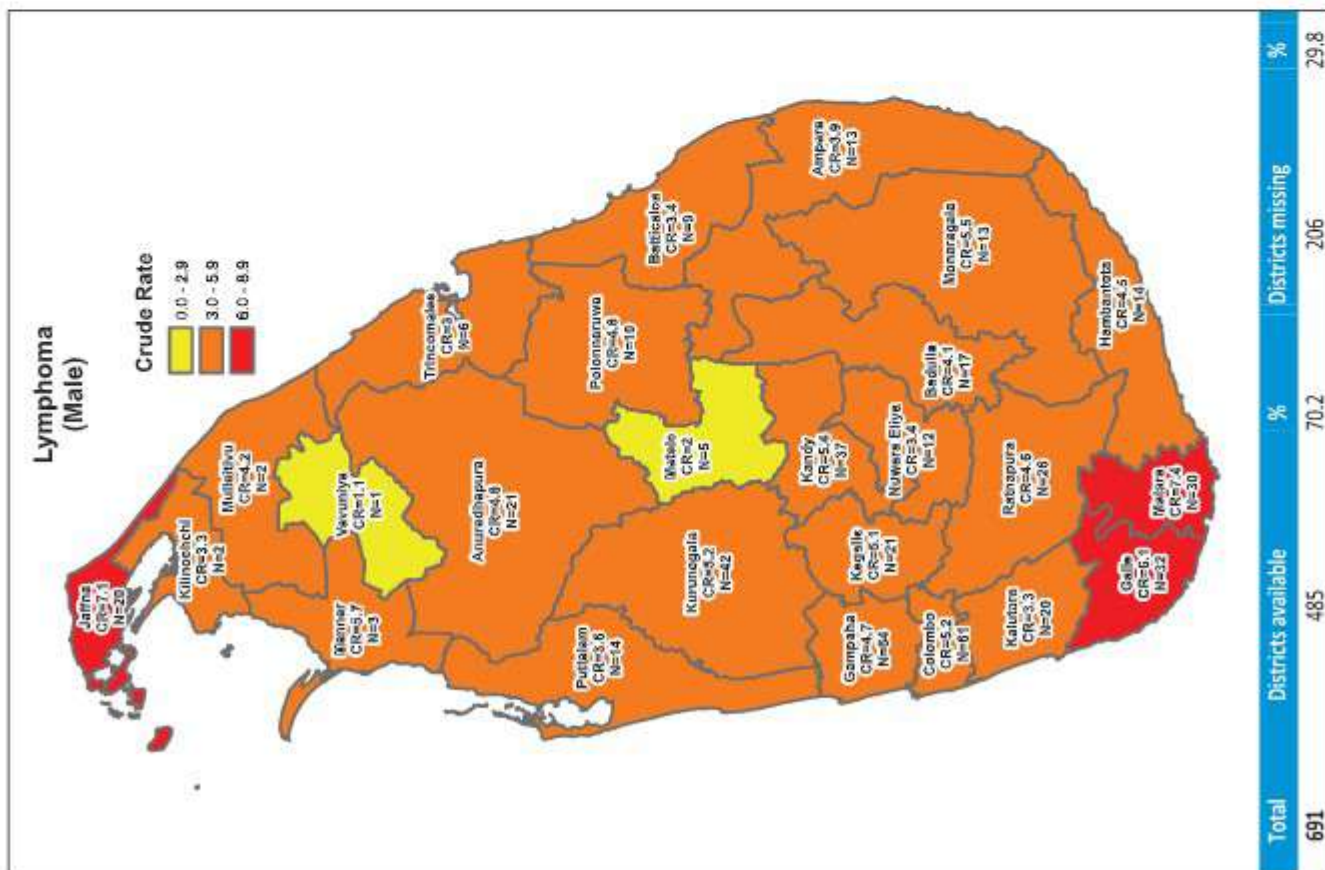 Lymphoma
(Male)
Crude Rate
0.0 - 2.9
3.0 - 5.9
6.0 - 8.9
Jaffna
CR=7.1
N=20
Kilinochchi
CR=3.3
N=2
Mullaitivu
CR=4.2
N=2
Mannar
CR=5.7
N=3
Vavuniya
CR=1.1
N=1
Anuradhapura
CR=4.8
N=21
Trincomalee
CR=3
N=6
Polonnaruwa
CR=4.8
N=10
Puttalam
CR=3.6
N=14
Kurunegala
CR=5.2
N=42
Matale
CR=2
N=5
Batticaloa
CR=3.4
N=9
Kandy
N=37
Ampara
CR=3.9
N=13
Gampaha
CR=4.7
N=54
Kegalle
CR=5.1
N=21
Nuwara Eliya
CR=3.4
N=12
Badulla
CR=4.1
N=17
Monaragala
CR=5.5
N=13
Colombo
CR=5.2
N=61
Kalutara
CR=3.3
N=20
Ratnapura
CR=4.5
N=26
Hambantota
CR=4.5
N=14
Galle
CR=6.1
N=32
Matara
CR=7.4
N=30
Total Districts available % Districts missing %
691 485 70.2 206 29.8